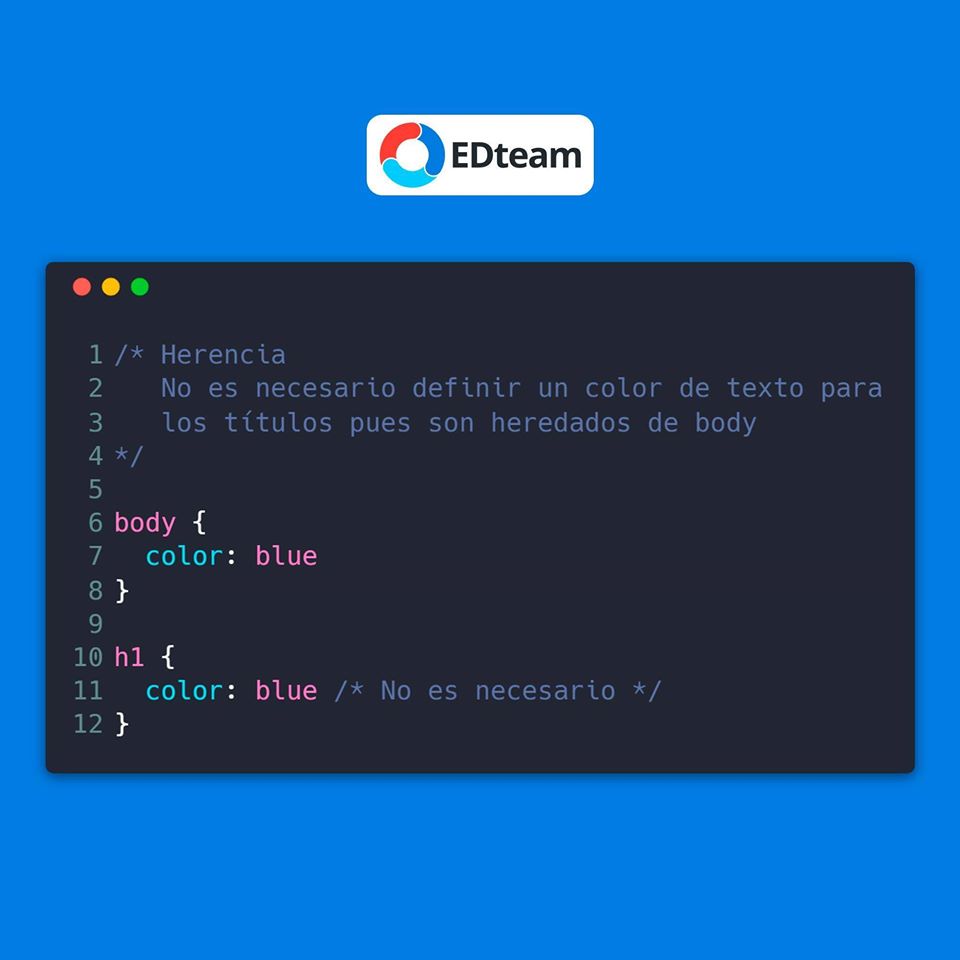 EDteam
1 /* Herencia
2 No es necesario definir un color de texto para
3 los títulos pues son heredados de body
4 */
5
6 body {
7 color: blue
8 }
9
10 h1 {
11 color: blue /* No es necesario */
12 }